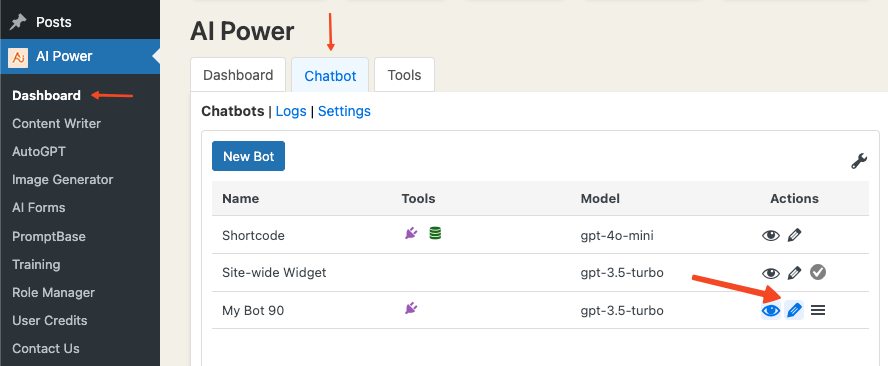 Posts
AI Power
Dashboard
Content Writer
AutoGPT
Image Generator
AI Forms
PromptBase
Training
Role Manager
User Credits
Contact Us
AI Power
Dashboard Chatbot Tools
Chatbots | Logs | Settings
New Bot
Name Tools Model Actions
Shortcode gpt-4o-mini
Site-wide Widget gpt-3.5-turbo
My Bot 90 gpt-3.5-turbo